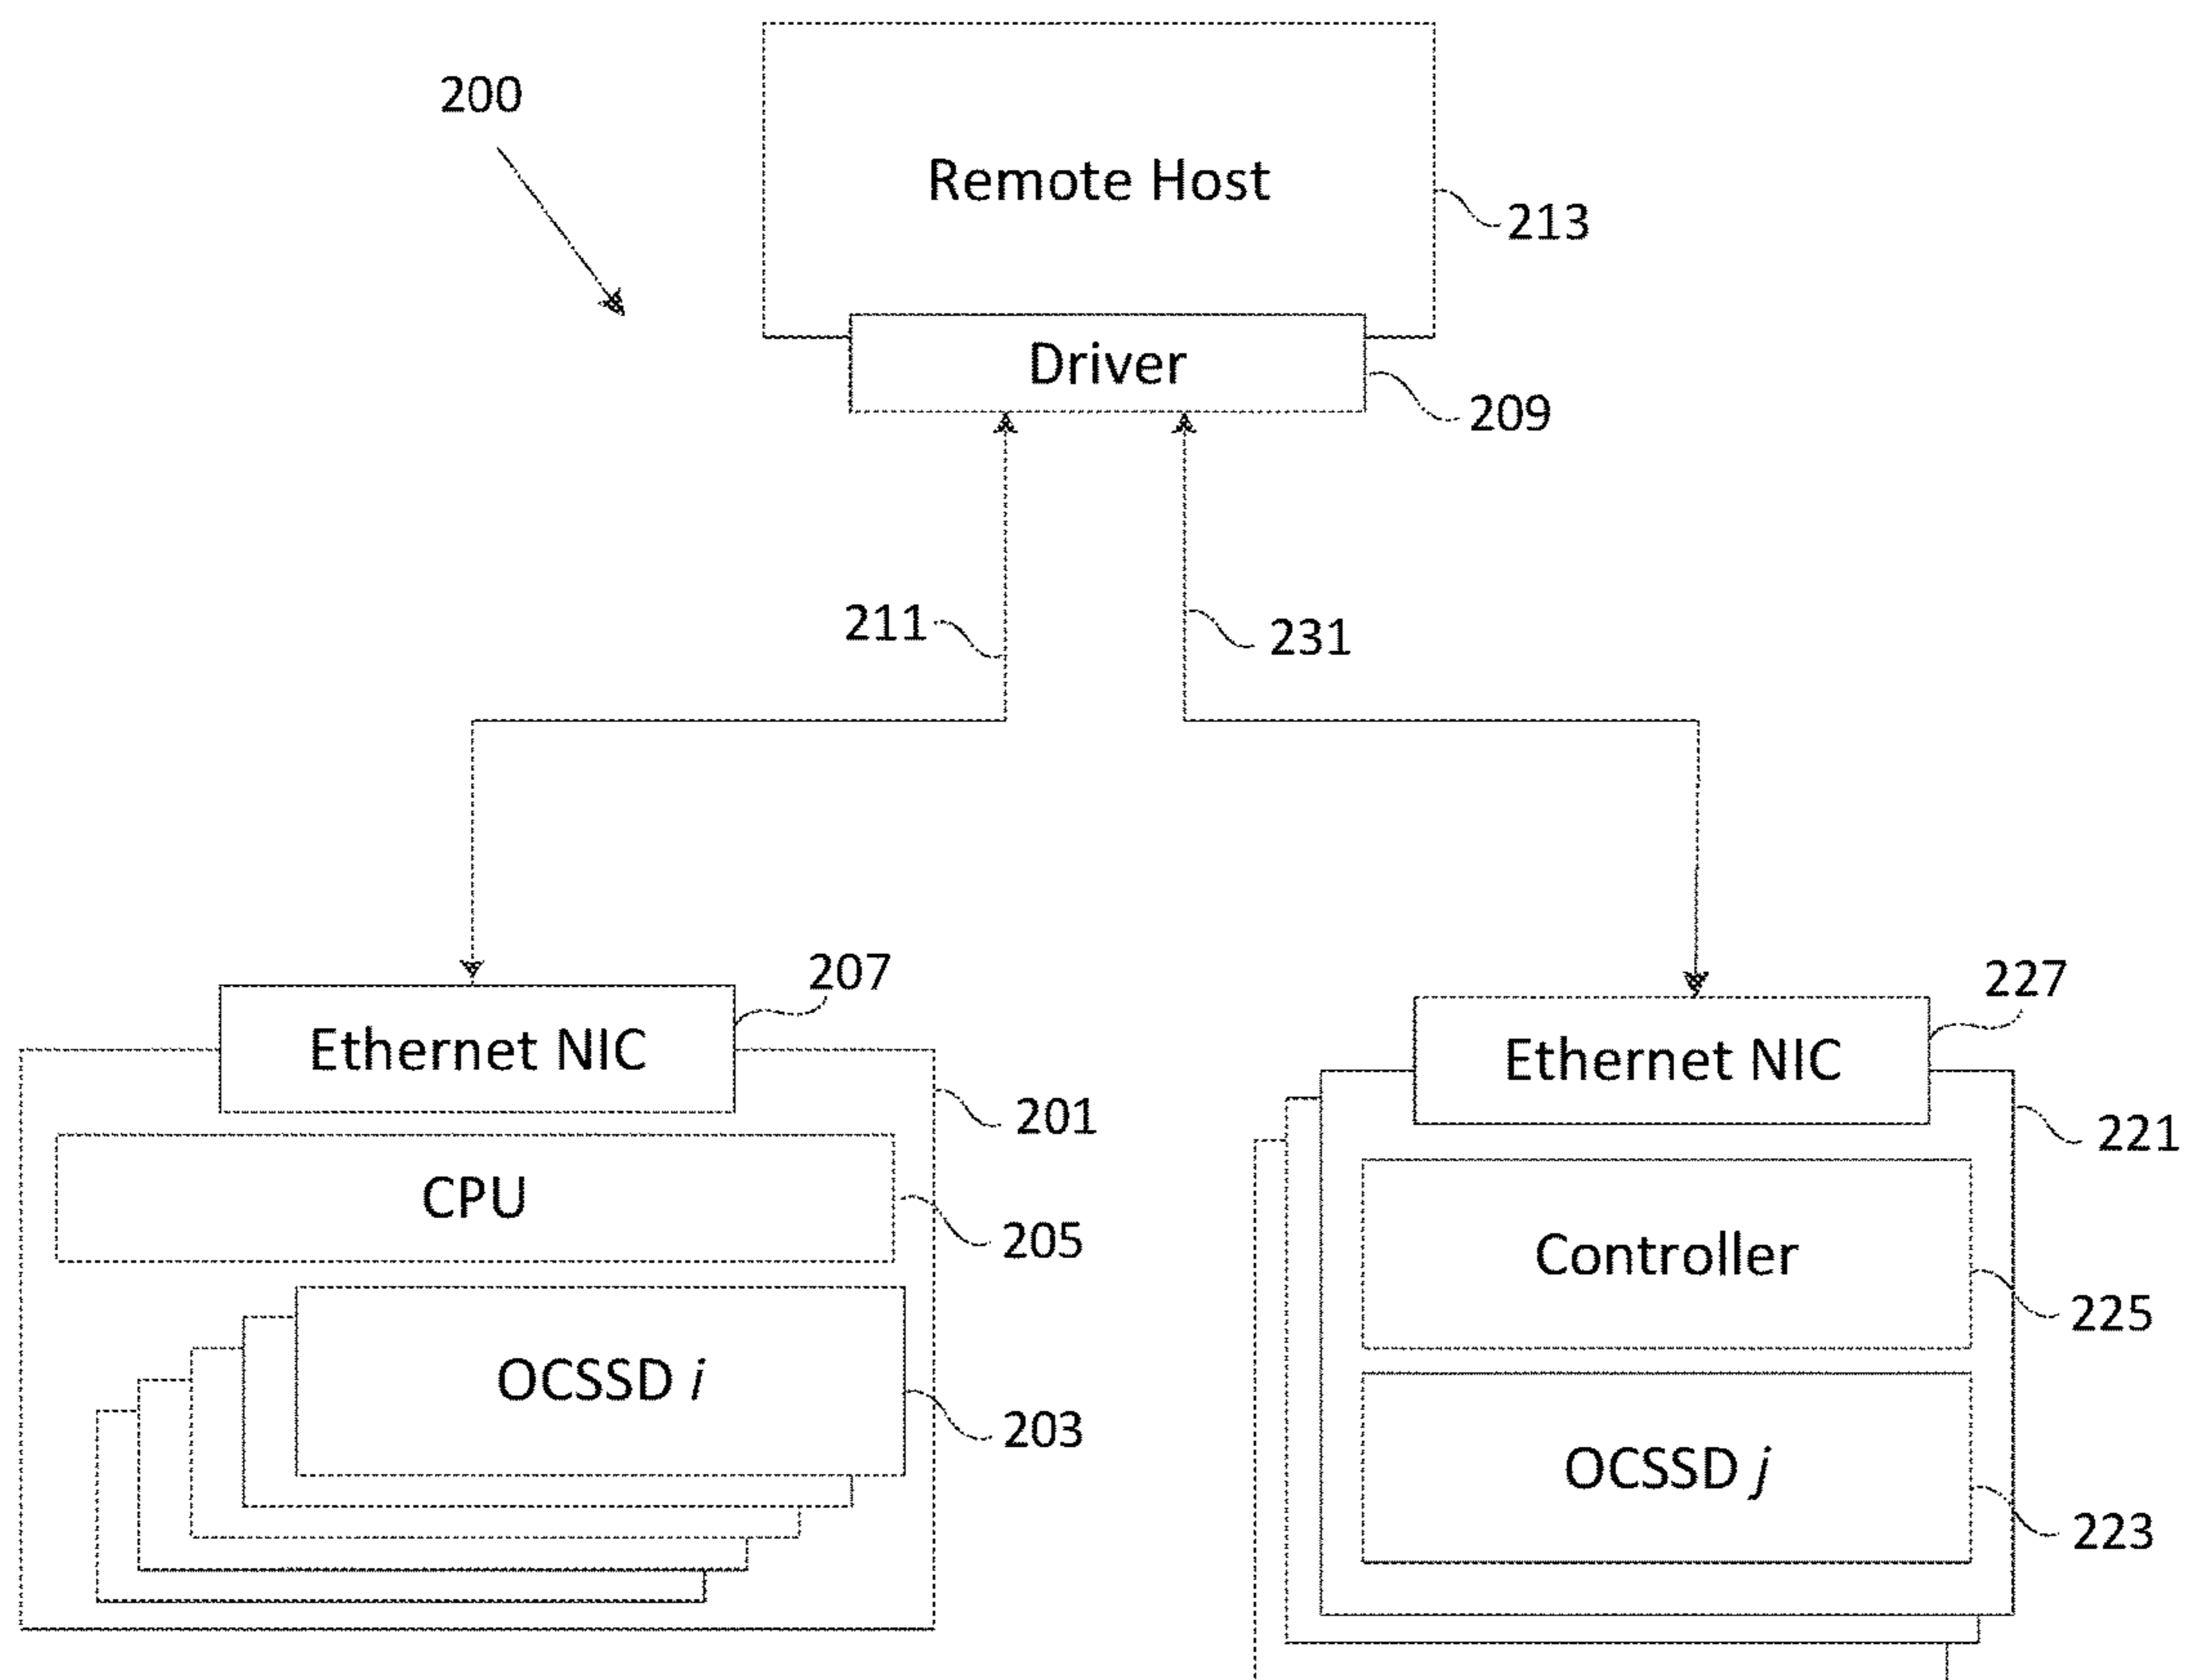 200
Remote Host
213
Driver
209
211
231
207
227
Ethernet NIC
Ethernet NIC
201
221
CPU
205
Controller
225
OCSSD i
203
OCSSD j
223